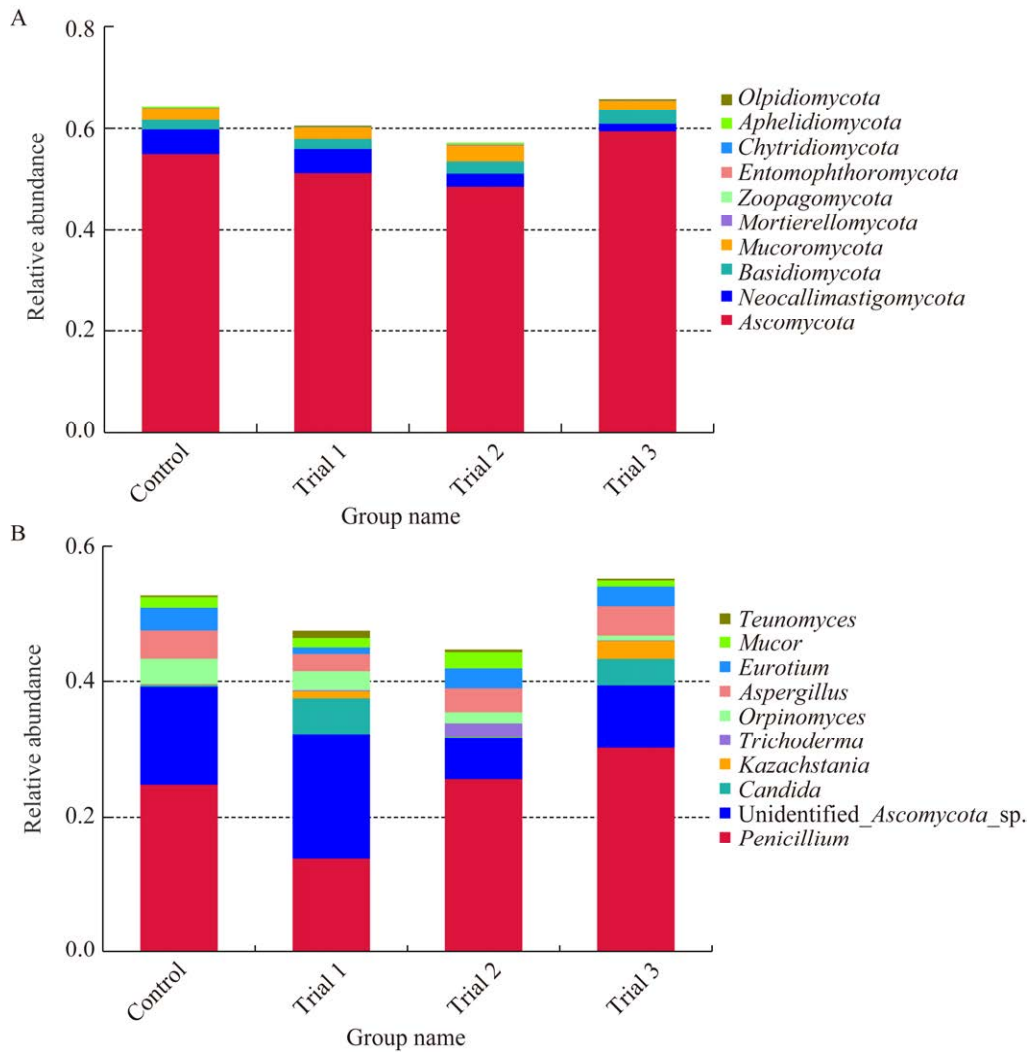 A
0.8
0.6
0.4
0.2
0.0
Relative abundance
Control
Trial 1
Trial 2
Trial 3
Group name
Olpidiomycota
Aphelidiomycota
Chytridiomycota
Entomophthoromycota
Zoopagomycota
Mortierellomycota
Mucoromycota
Basidiomycota
Neocallimastigomycota
Ascomycota
B
0.6
0.4
0.2
0.0
Relative abundance
Control
Trial 1
Trial 2
Trial 3
Group name
Teunomyces
Mucor
Eurotium
Aspergillus
Orpinomyces
Trichoderma
Kazachstania
Candida
Unidentified_Ascomycota_sp.
Penicillium